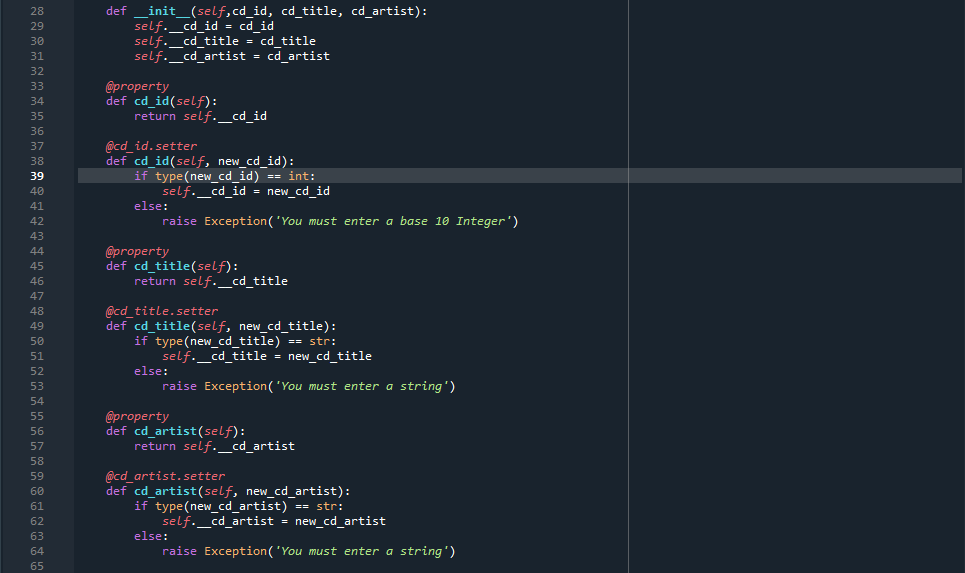 28 def __init__(self,cd_id, cd_title, cd_artist):
29 self.__cd_id = cd_id
30 self.__cd_title = cd_title
31 self.__cd_artist = cd_artist
32
33 @property
34 def cd_id(self):
35 return self.__cd_id
36
37 @cd_id.setter
38 def cd_id(self, new_cd_id):
39 if type(new_cd_id) == int:
40 self.__cd_id = new_cd_id
41 else:
42 raise Exception('You must enter a base 10 Integer')
43
44 @property
45 def cd_title(self):
46 return self.__cd_title
47
48 @cd_title.setter
49 def cd_title(self, new_cd_title):
50 if type(new_cd_title) == str:
51 self.__cd_title = new_cd_title
52 else:
53 raise Exception('You must enter a string')
54
55 @property
56 def cd_artist(self):
57 return self.__cd_artist
58
59 @cd_artist.setter
60 def cd_artist(self, new_cd_artist):
61 if type(new_cd_artist) == str:
62 self.__cd_artist = new_cd_artist
63 else:
64 raise Exception('You must enter a string')
65